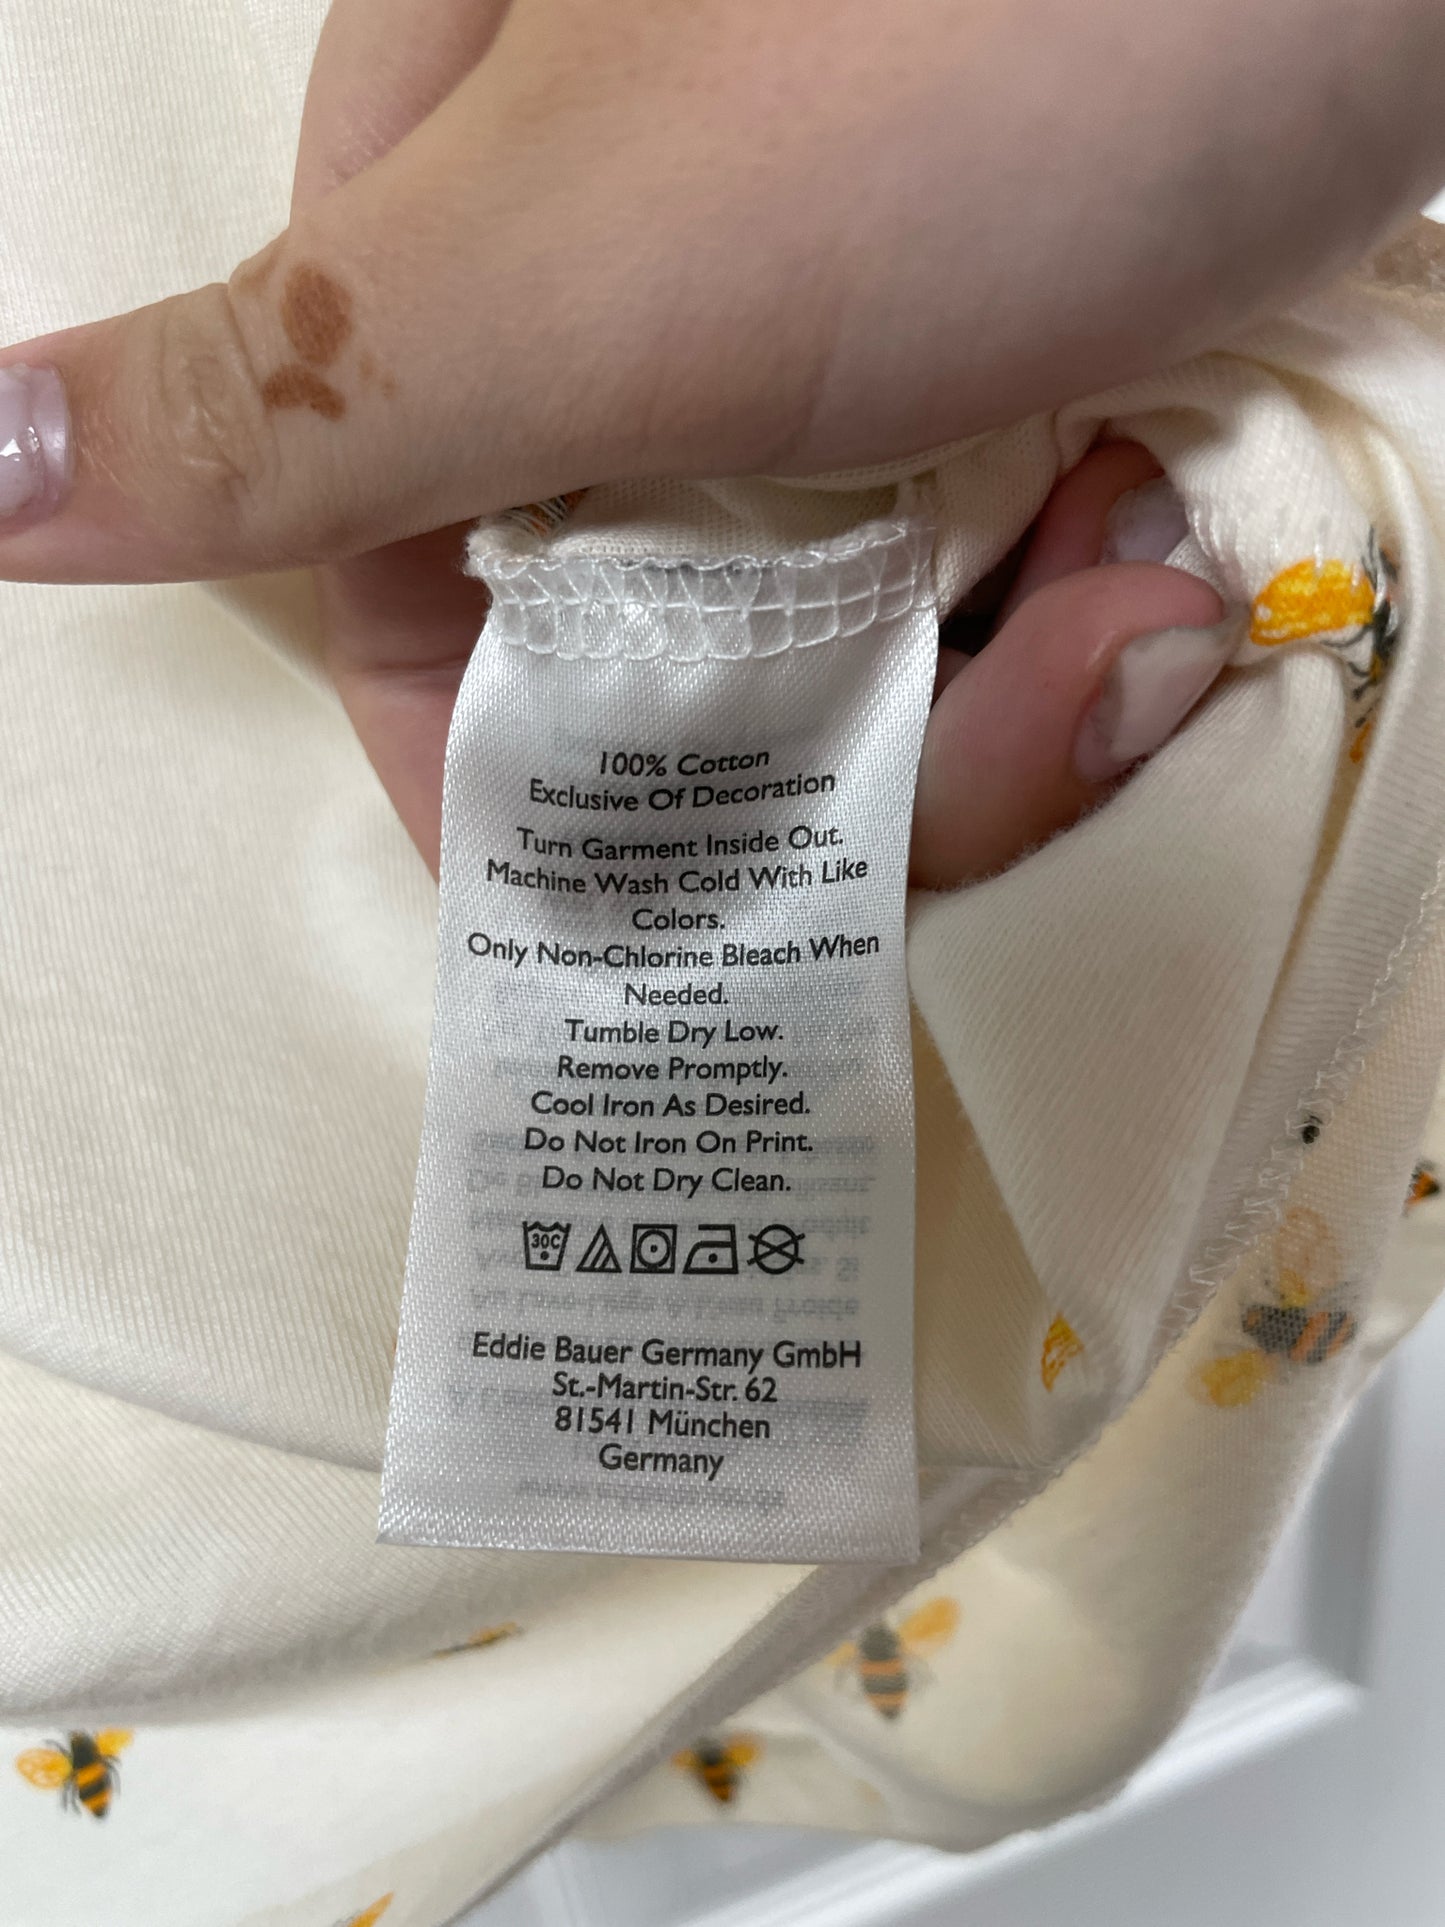 100% Cotton
Exclusive Of Decoration
Turn Garment Inside Out.
Machine Wash Cold With Like
Colors.
Only Non-Chlorine Bleach When
Needed.
Tumble Dry Low.
Remove Promptly.
Cool Iron As Desired.
Do Not Iron On Print.
Do Not Dry Clean.
30C
Eddie Bauer Germany GmbH
St.-Martin-Str. 62
81541 München
Germany